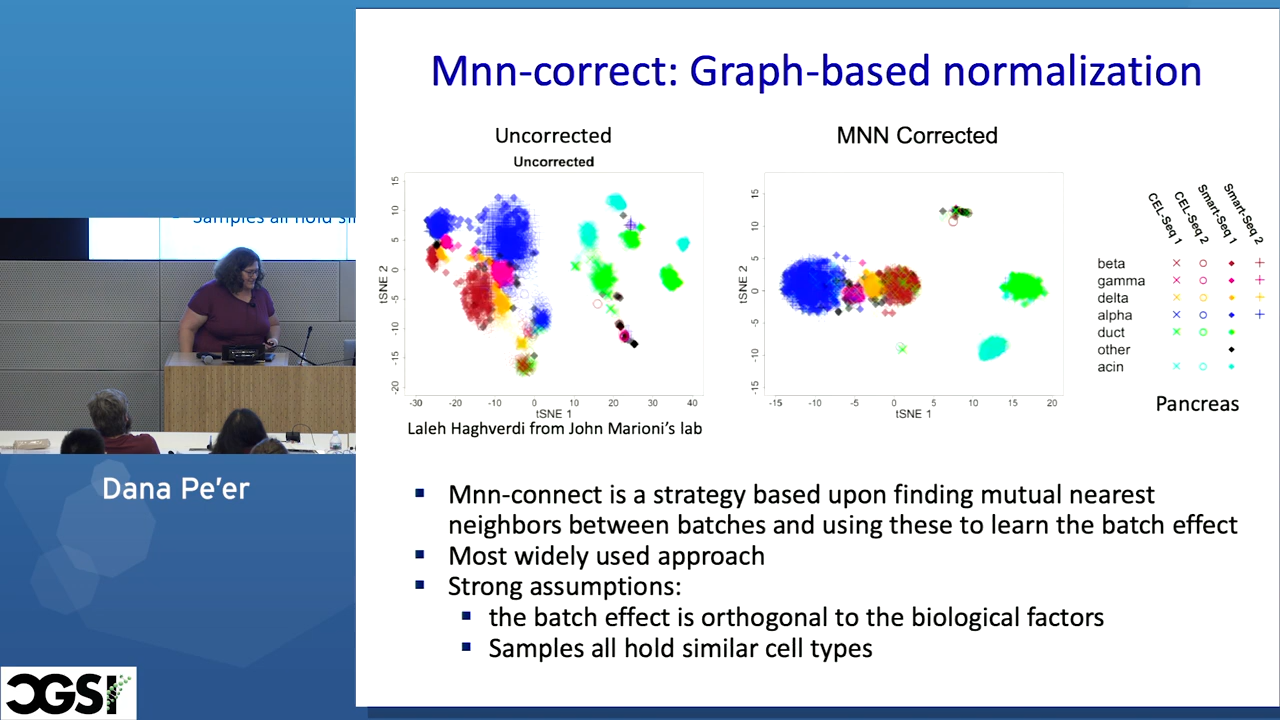 Mnn-correct: Graph-based normalization
Uncorrected
MNN Corrected
Uncorrected
15
10
5
0
-5
-10
-15
-20
tSNE 2
-30
-20
-10
0
10
20
30
40
tSNE 1
15
10
5
0
-5
-10
-15
tSNE 2
-15
-10
-5
0
5
10
15
20
tSNE 1
CEL-Seq 1
CEL-Seq 2
Smart-Seq 1
Smart-Seq 2
beta
gamma
delta
alpha
duct
other
acin
Pancreas
Laleh Haghverdi from John Marioni's lab
Samples all hold si
Dana Pe'er
▪ Mnn-connect is a strategy based upon finding mutual nearest
neighbors between batches and using these to learn the batch effect
▪ Most widely used approach
▪ Strong assumptions:
▪ the batch effect is orthogonal to the biological factors
▪ Samples all hold similar cell types
CGSI